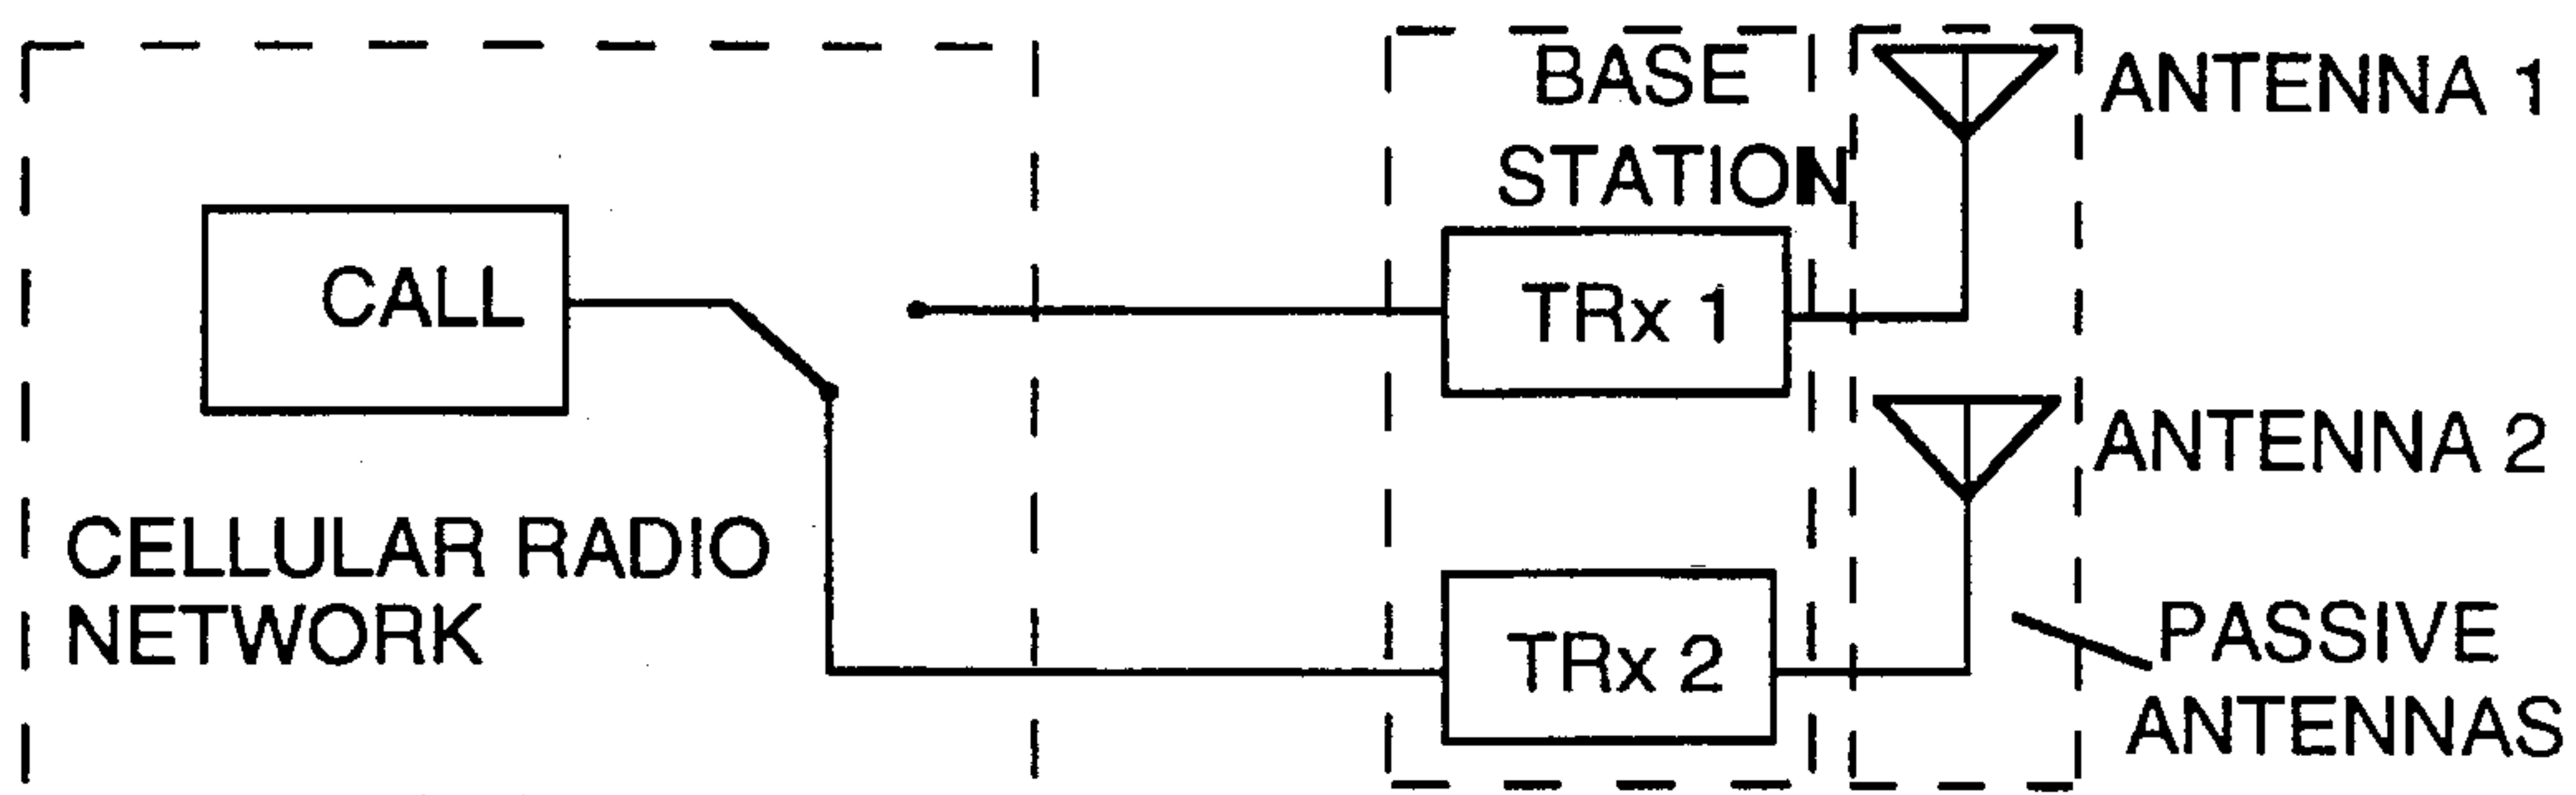 BASE
STATION
ANTENNA 1
CALL
TRx 1
ANTENNA 2
CELLULAR RADIO
NETWORK
TRx 2
PASSIVE
ANTENNAS